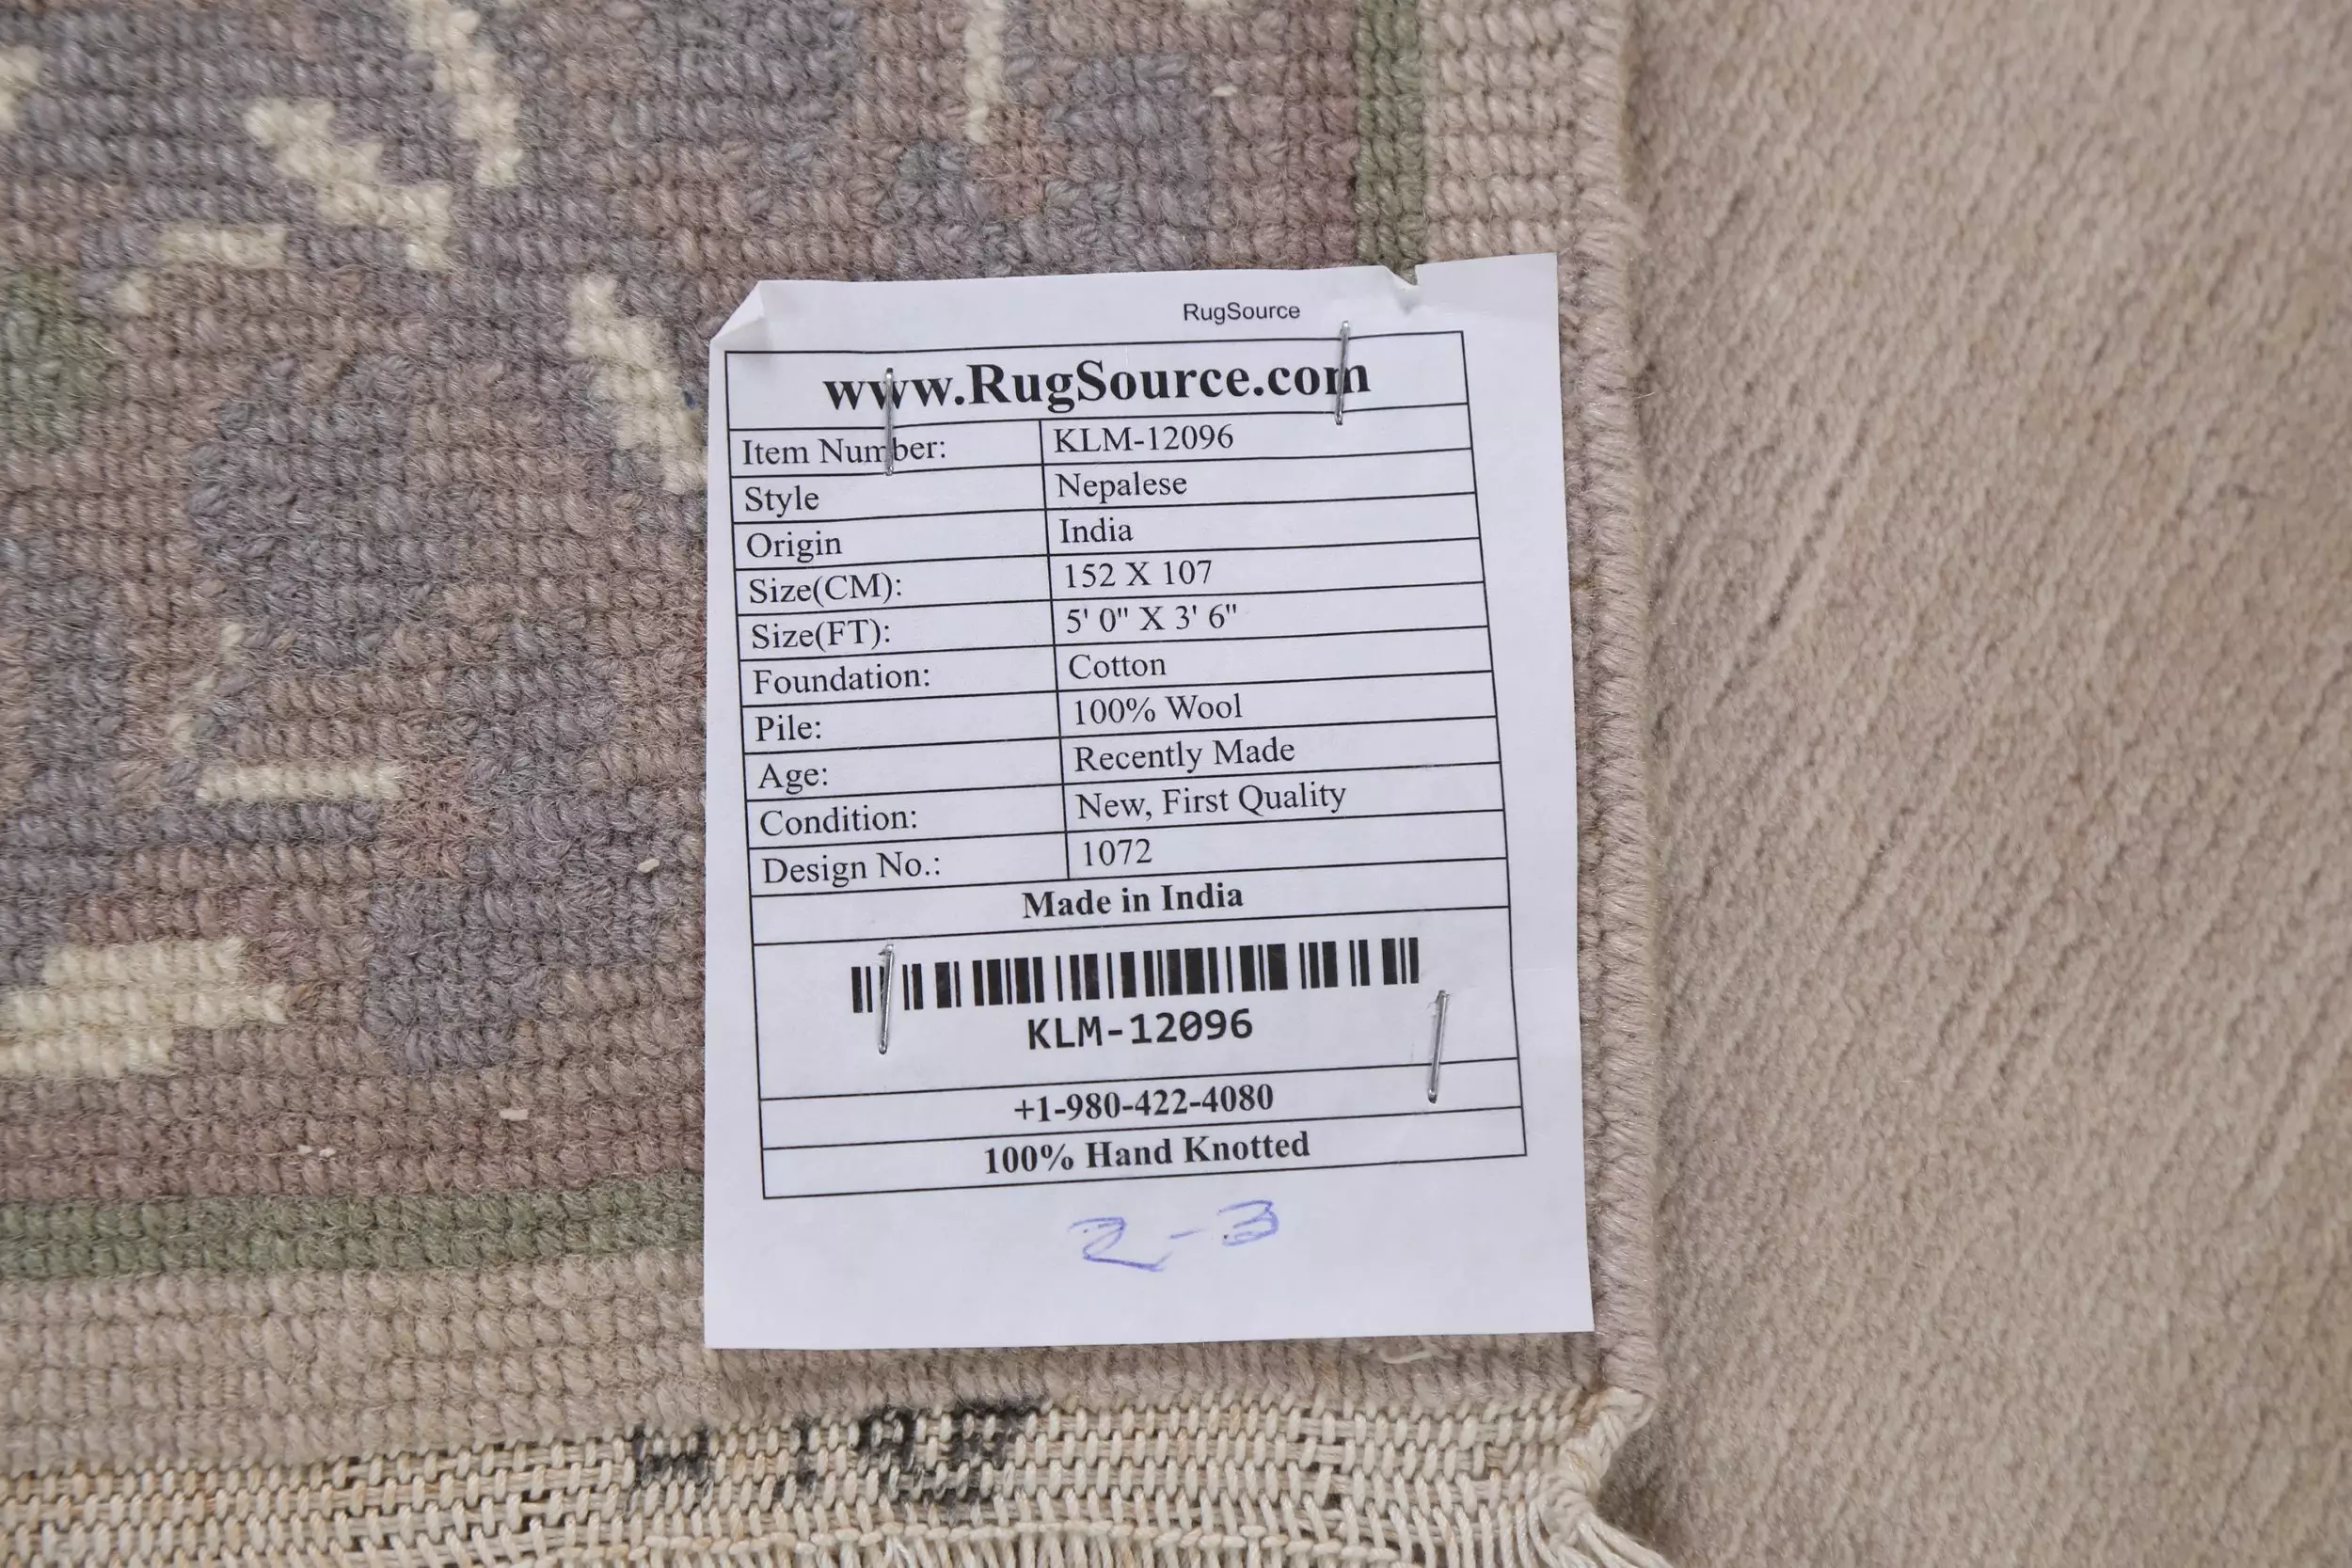 RugSource
www.RugSource.com
Item Number: KLM-12096
Style Nepalese
Origin India
Size(CM): 152 X 107
Size(FT): 5' 0" X 3' 6"
Foundation: Cotton
Pile: 100% Wool
Age: Recently Made
Condition: New, First Quality
Design No.: 1072
Made in India
KLM-12096
+1-980-422-4080
100% Hand Knotted
2-3